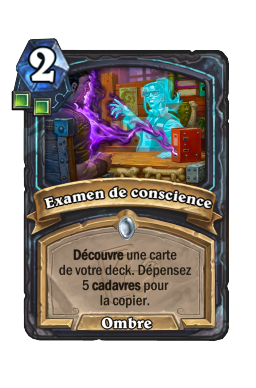 2
Examen de conscience
Découvre une carte
de votre deck. Dépensez
5 cadavres pour
la copier.
Ombre